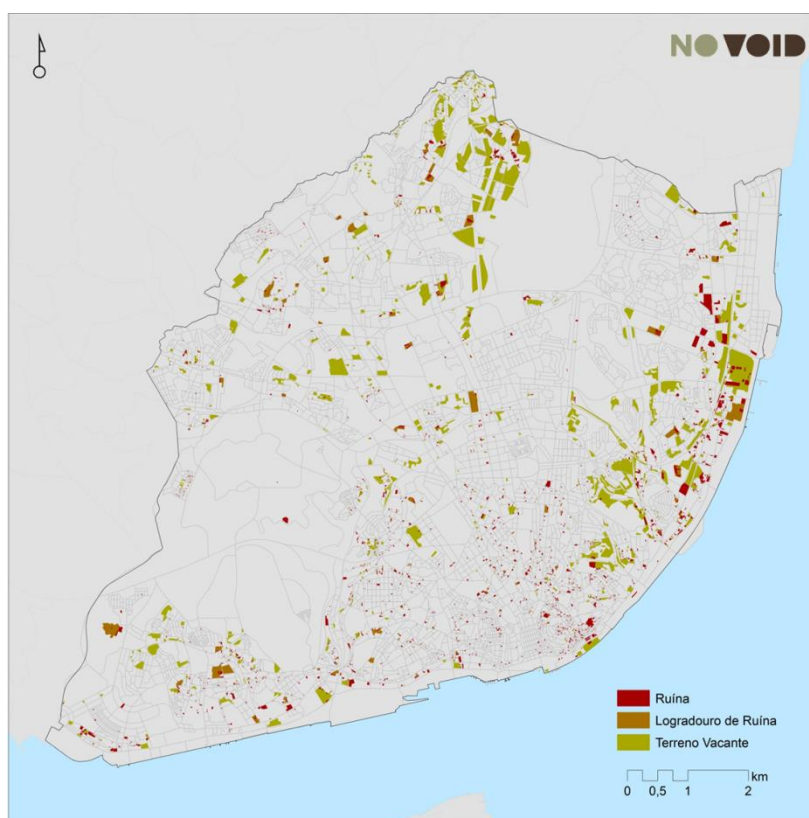 NO VOID
Ruína
Logradouro de Ruína
Terreno Vacante
km
0 0,5 1 2